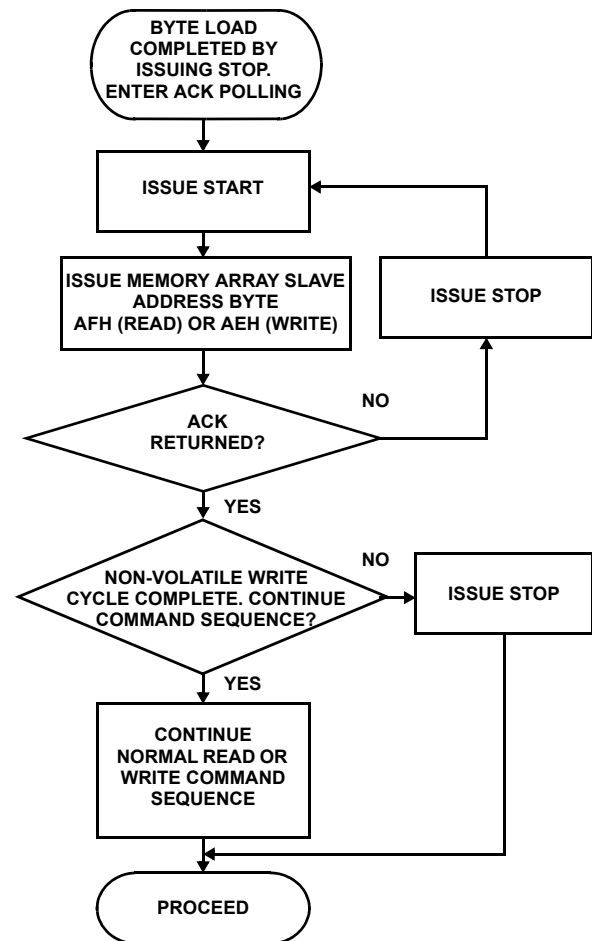 BYTE LOAD
COMPLETED BY
ISSUING STOP.
ENTER ACK POLLING
ISSUE START
ISSUE MEMORY ARRAY SLAVE
ADDRESS BYTE
AFH (READ) OR AEH (WRITE)
ISSUE STOP
ACK
RETURNED?
NO
YES
NON-VOLATILE WRITE
CYCLE COMPLETE. CONTINUE
COMMAND SEQUENCE?
NO
ISSUE STOP
YES
CONTINUE
NORMAL READ OR
WRITE COMMAND
SEQUENCE
PROCEED